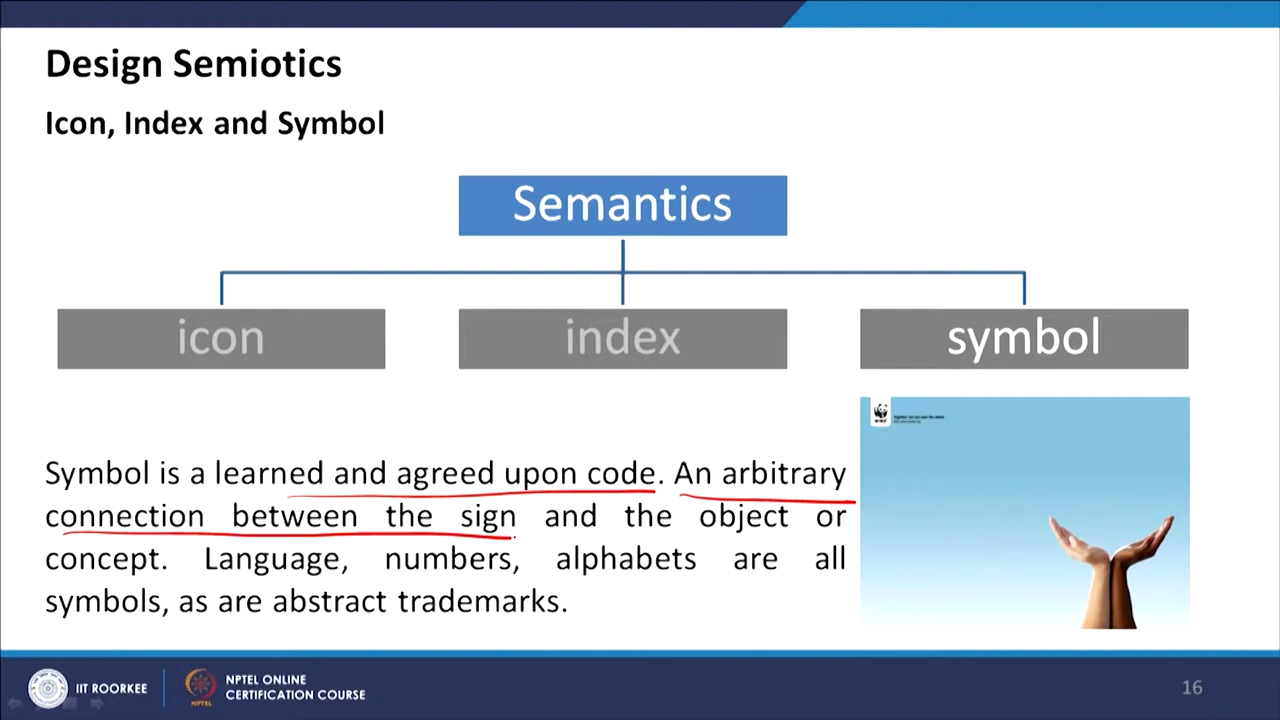 Design Semiotics
Icon, Index and Symbol
Semantics
icon
index
symbol
Symbol is a learned and agreed upon code. An arbitrary
connection between the sign and the object or
concept. Language, numbers, alphabets are all
symbols, as are abstract trademarks.
IIT ROORKEE
NPTEL
NPTEL ONLINE
CERTIFICATION COURSE
16